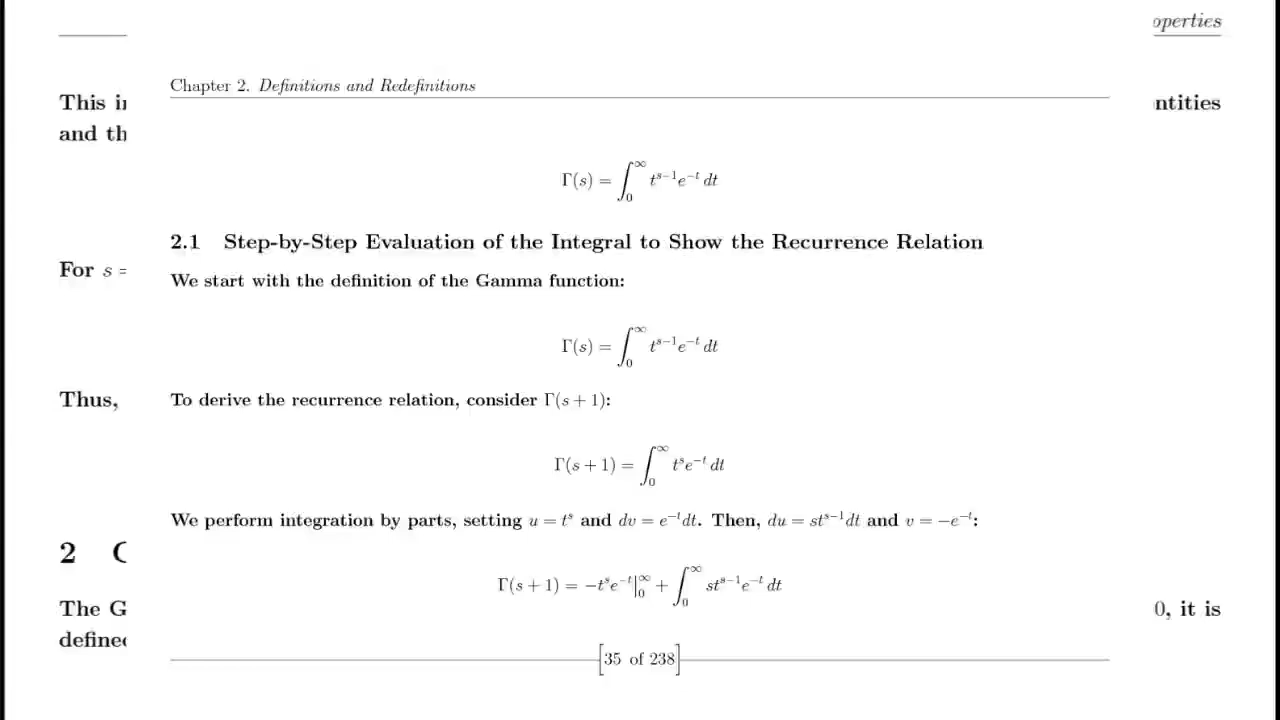 operties
Chapter 2. Definitions and Redefinitions
This i
ntities
and th
Γ(s) = ∫₀^∞ t^{s−1}e^{−t} dt
2.1 Step-by-Step Evaluation of the Integral to Show the Recurrence Relation
For s =
We start with the definition of the Gamma function:
Γ(s) = ∫₀^∞ t^{s−1}e^{−t} dt
Thus,
To derive the recurrence relation, consider Γ(s + 1):
Γ(s + 1) = ∫₀^∞ t^s e^{−t} dt
We perform integration by parts, setting u = t^s and dv = e^{−t}dt. Then, du = st^{s−1}dt and v = −e^{−t}:
2
Γ(s + 1) = −t^s e^{−t}|₀^∞ + ∫₀^∞ st^{s−1}e^{−t} dt
The G
0, it is
define
35 of 238